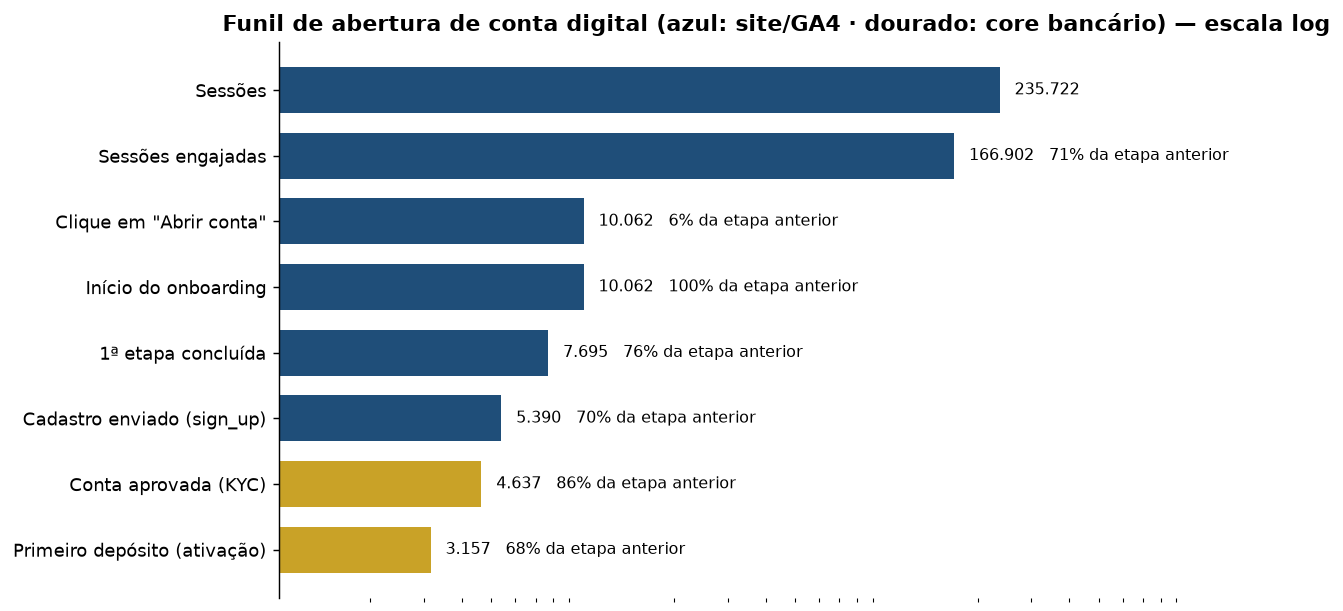 Funil de abertura de conta digital (azul: site/GA4 · dourado: core bancário) — escala log
Sessões 235.722
Sessões engajadas 166.902 71% da etapa anterior
Clique em "Abrir conta" 10.062 6% da etapa anterior
Início do onboarding 10.062 100% da etapa anterior
1ª etapa concluída 7.695 76% da etapa anterior
Cadastro enviado (sign_up) 5.390 70% da etapa anterior
Conta aprovada (KYC) 4.637 86% da etapa anterior
Primeiro depósito (ativação) 3.157 68% da etapa anterior